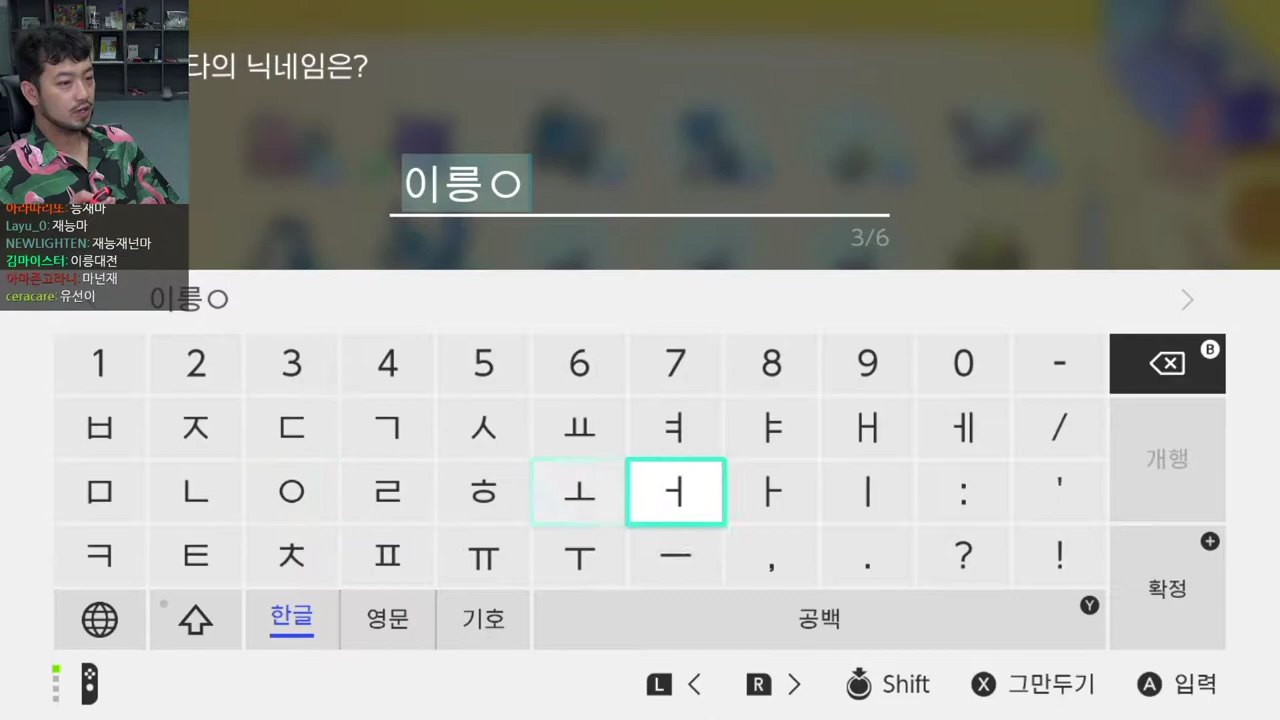 타의 닉네임은?
이릉ㅇ
3/6
아라따리또: 능재마
Layu_0: 재능마
NEWLIGHTEN: 재능재넌마
김마이스터: 이릉대전
아마존고라니: 마넌재
ceracare: 유선이
이릉ㅇ
1 2 3 4 5 6 7 8 9 0 - B
ㅂ ㅈ ㄷ ㄱ ㅅ ㅛ ㅕ ㅑ ㅐ ㅔ / 개행
ㅁ ㄴ ㅇ ㄹ ㅎ ㅗ ㅓ ㅏ ㅣ : '
ㅋ ㅌ ㅊ ㅍ ㅠ ㅜ ㅡ , . ? ! + 확정
한글 영문 기호 공백 Y
L R Shift X 그만두기 A 입력